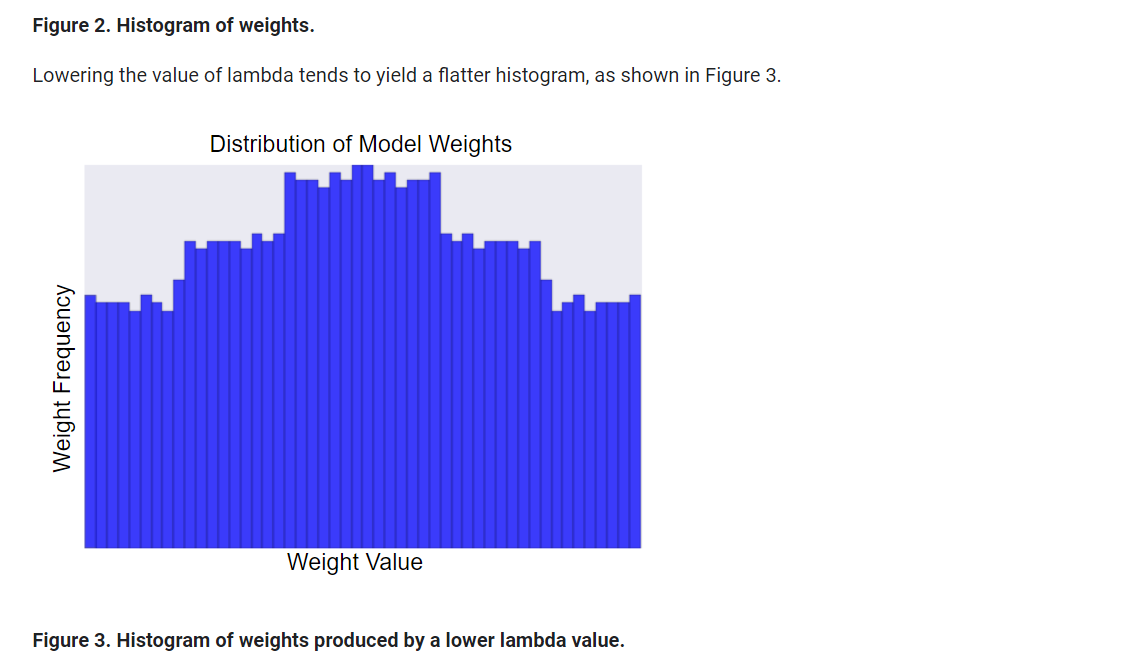 Figure 2. Histogram of weights.
Lowering the value of lambda tends to yield a flatter histogram, as shown in Figure 3.
Distribution of Model Weights
Weight Frequency
Weight Value
Figure 3. Histogram of weights produced by a lower lambda value.